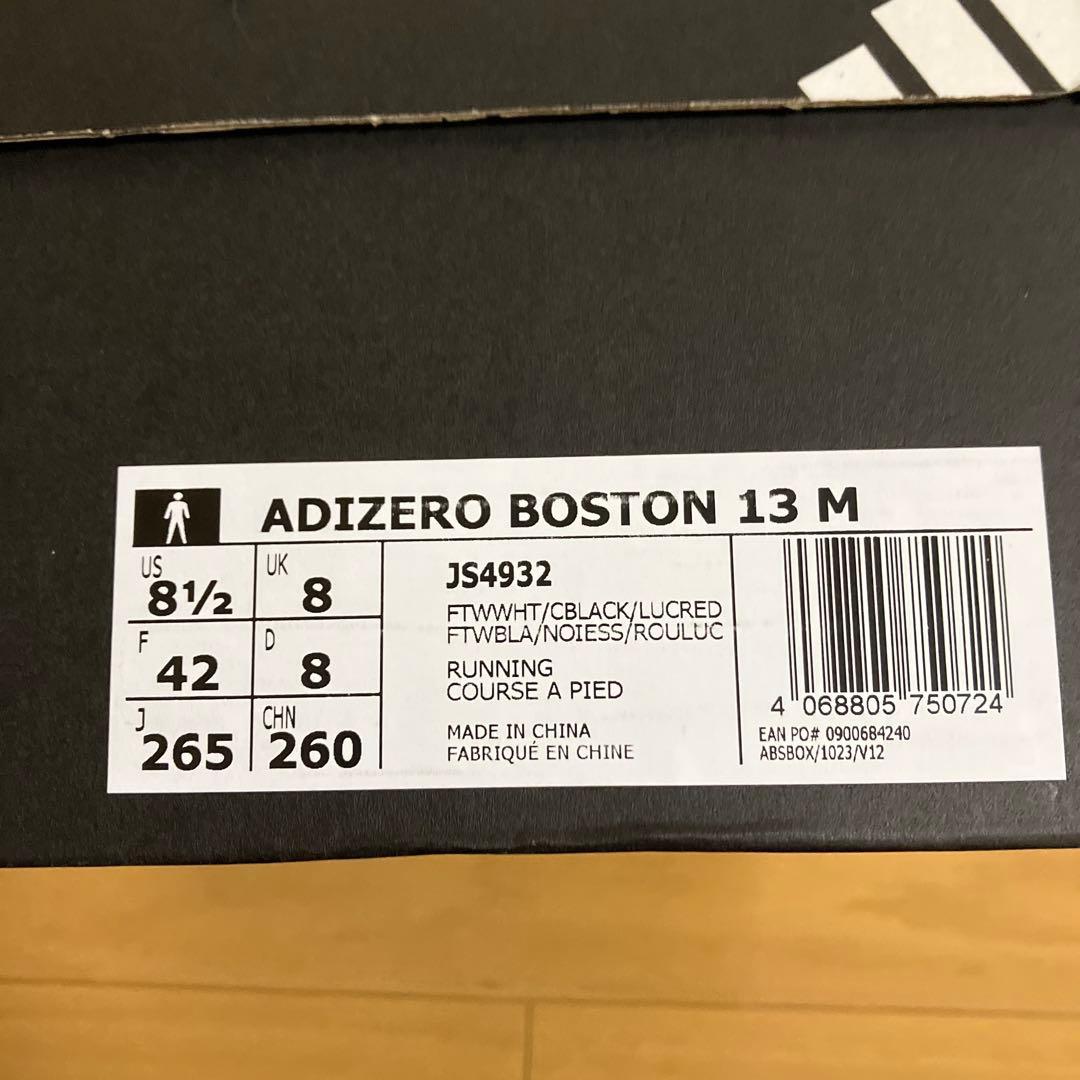 ADIZERO BOSTON 13 M
US 8½ UK 8
F 42 D 8
J 265 CHN 260
JS4932
FTWWHT/CBLACK/LUCRED
FTWBLA/NOIESS/ROULUC
RUNNING
COURSE A PIED
MADE IN CHINA
FABRIQUÉ EN CHINE
4 068805 750724
EAN PO# 0900684240
ABSBOX/1023/V12